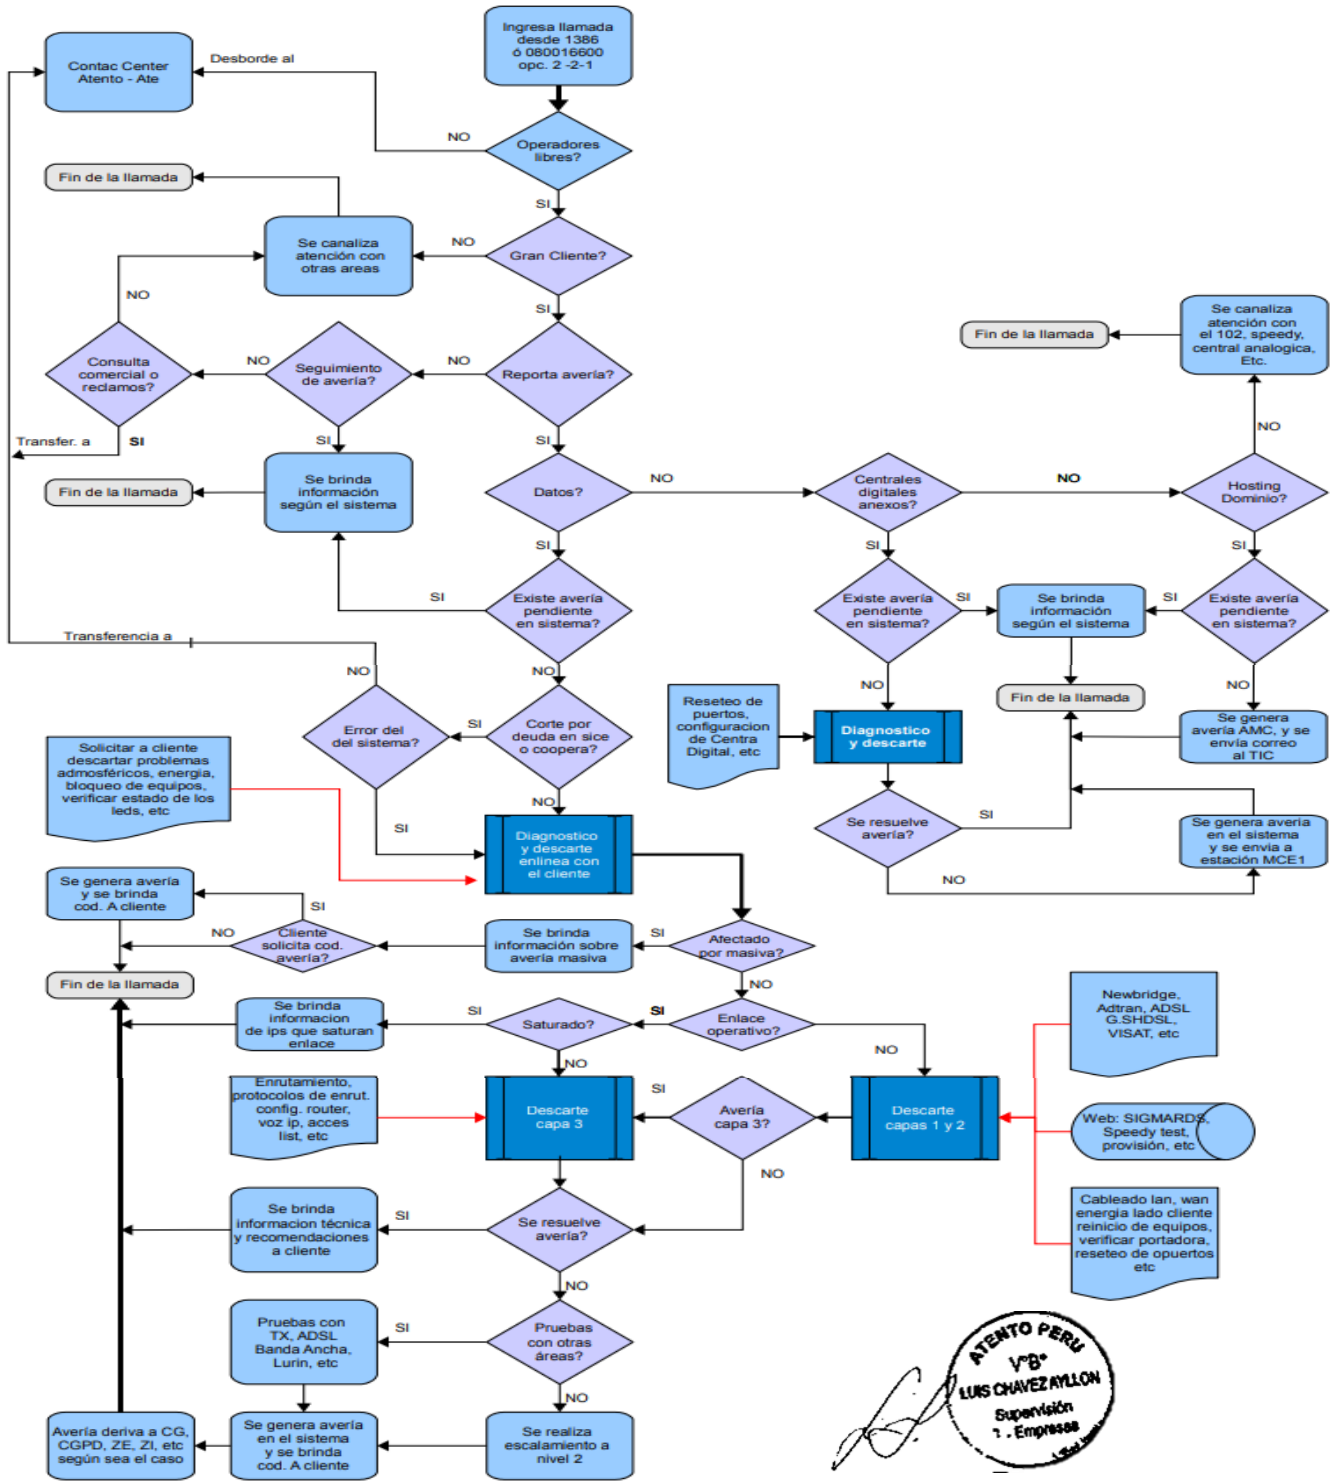 Ingresa llamada
desde 1386
ó 080016600
opc. 2 -2-1
Contac Center
Atento - Ate
Desborde al
NO
Operadores
libres?
SI
Fin de la llamada
Se canaliza
atención con
otras areas
NO
Gran Cliente?
SI
NO
Consulta
comercial o
reclamos?
NO
Seguimiento
de avería?
NO
Reporta avería?
Transfer. a
SI
SI
SI
Fin de la llamada
Se canaliza
atención con
el 102, speedy,
central analogica,
Etc.
NO
Fin de la llamada
Se brinda
información
según el sistema
Datos?
NO
Centrales
digitales
anexos?
NO
Hosting
Dominio?
SI
SI
SI
SI
Existe avería
pendiente
en sistema?
Existe avería
pendiente
en sistema?
SI
Se brinda
información
según el sistema
SI
Existe avería
pendiente
en sistema?
Transferencia a
NO
NO
NO
NO
Fin de la llamada
Error del
del sistema?
SI
Corte por
deuda en sice
o coopera?
Reseteo de
puertos,
configuracion
de Centra
Digital, etc
Diagnostico
y descarte
Se genera
avería AMC, y se
envía correo
al TIC
Solicitar a cliente
descartar problemas
admosféricos, energia,
bloqueo de equipos,
verificar estado de los
leds, etc
NO
SI
Diagnostico
y descarte
enlinea con
el cliente
Se resuelve
avería?
SI
Se genera averia
en el sistema
y se envia a
estación MCE1
NO
Se genera avería
y se brinda
cod. A cliente
SI
NO
Cliente
solicita cod.
avería?
Se brinda
información sobre
avería masiva
SI
Afectado
por masiva?
NO
Fin de la llamada
Se brinda
informacion
de ips que saturan
enlace
SI
Saturado?
SI
Enlace
operativo?
NO
NO
Newbridge,
Adtran, ADSL
G.SHDSL,
VISAT, etc
Enrutamiento,
protocolos de enrut.
config. router,
voz ip, acces
list, etc
Descarte
capa 3
SI
Avería
capa 3?
Descarte
capas 1 y 2
Web: SIGMARDS,
Speedy test,
provisión, etc
NO
Se brinda
informacion técnica
y recomendaciones
a cliente
SI
Se resuelve
avería?
Cableado lan, wan
energia lado cliente
reinicio de equipos,
verificar portadora,
reseteo de opuertos
etc
NO
Pruebas con
TX, ADSL
Banda Ancha,
Lurin, etc
SI
Pruebas
con otras
áreas?
NO
Avería deriva a CG,
CGPD, ZE, ZI, etc
según sea el caso
Se genera avería
en el sistema
y se brinda
cod. A cliente
Se realiza
escalamiento a
nivel 2
ATENTO PERU
V°B°
LUIS CHAVEZ AYLLON
Supervisión
Empresas